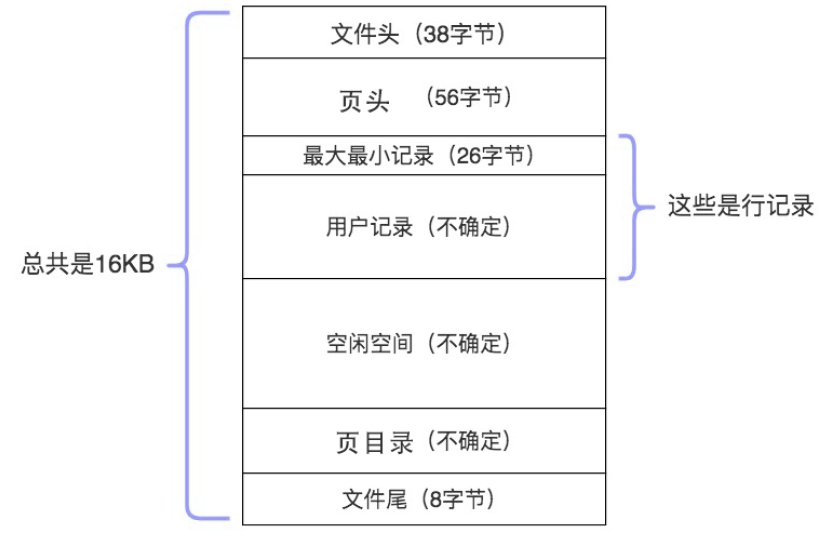 文件头（38字节）
页头 （56字节）
最大最小记录（26字节）
用户记录（不确定）
这些是行记录
总共是16KB
空闲空间（不确定）
页目录（不确定）
文件尾（8字节）